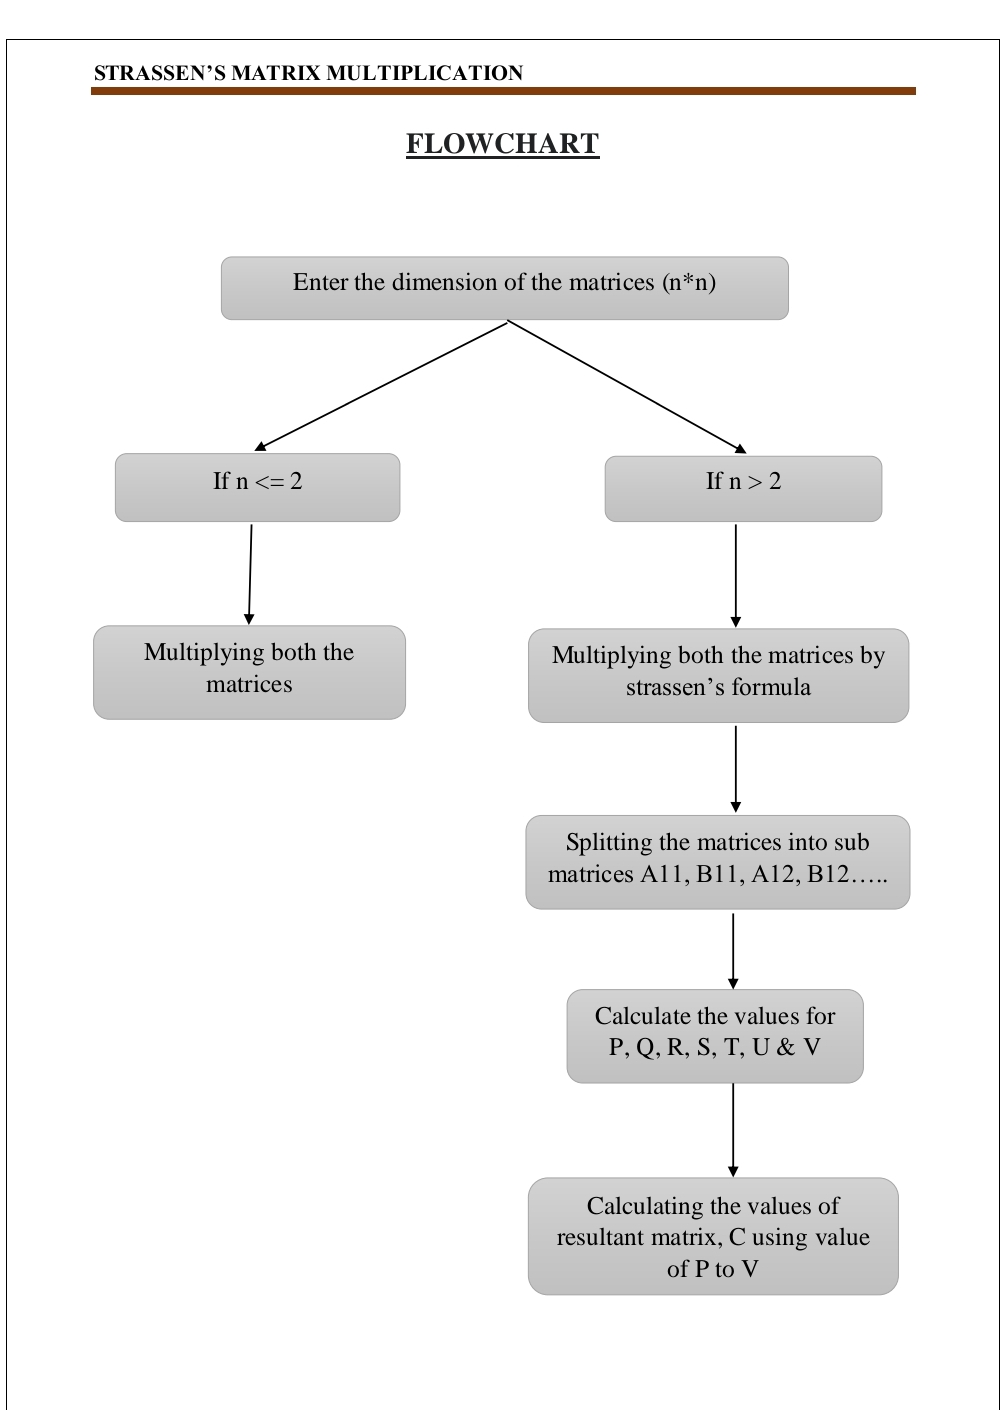 STRASSEN’S MATRIX MULTIPLICATION
FLOWCHART
Enter the dimension of the matrices (n*n)
If n <= 2
If n > 2
Multiplying both the
matrices
Multiplying both the matrices by
strassen’s formula
Splitting the matrices into sub
matrices A11, B11, A12, B12…..
Calculate the values for
P, Q, R, S, T, U & V
Calculating the values of
resultant matrix, C using value
of P to V